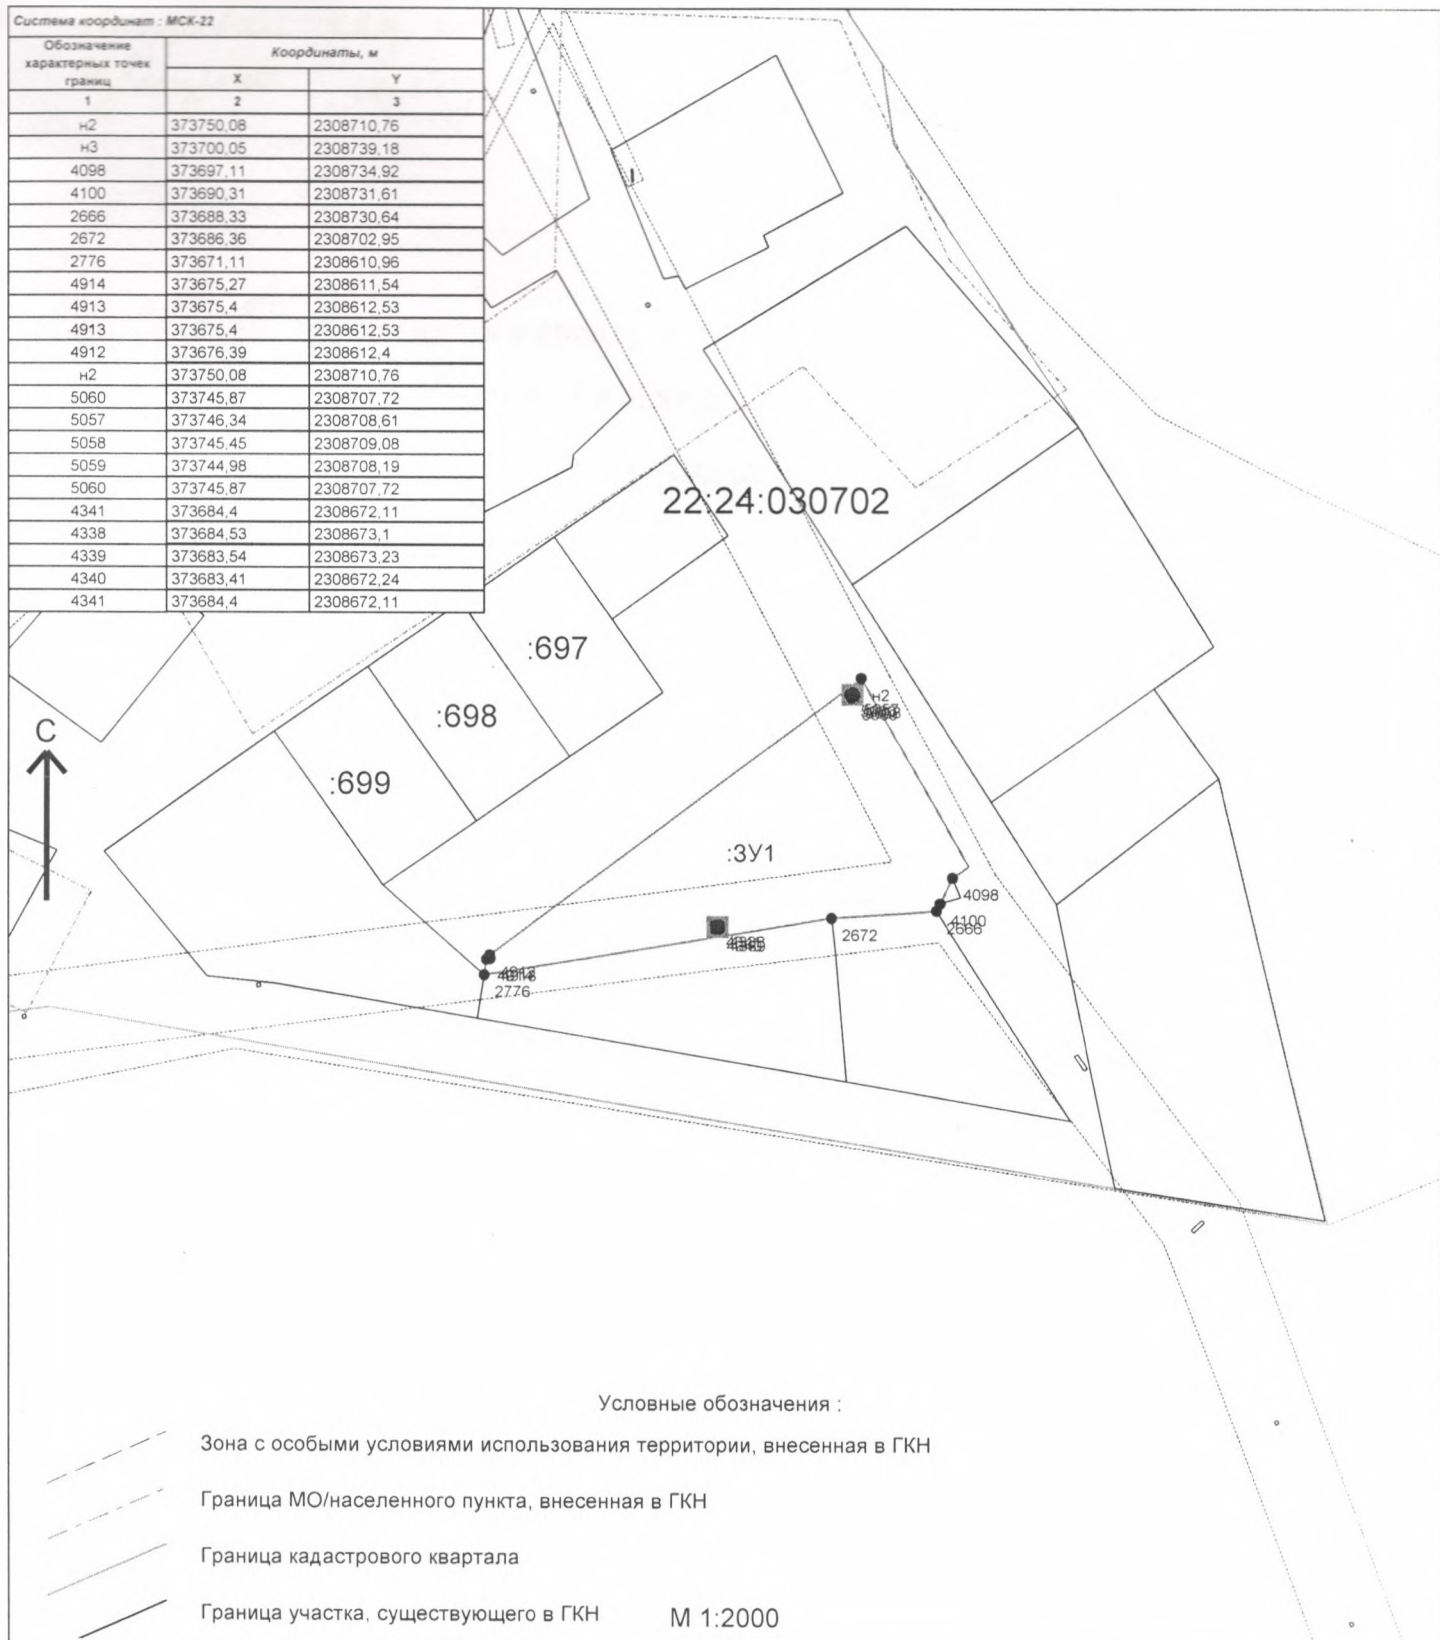 Система координат : МСК-22
Обозначение характерных точек границ
Координаты, м
X Y
1 2 3
н2 373750,08 2308710,76
н3 373700,05 2308739,18
4098 373697,11 2308734,92
4100 373690,31 2308731,61
2666 373688,33 2308730,64
2672 373686,36 2308702,95
2776 373671,11 2308610,96
4914 373675,27 2308611,54
4913 373675,4 2308612,53
4913 373675,4 2308612,53
4912 373676,39 2308612,4
н2 373750,08 2308710,76
5060 373745,87 2308707,72
5057 373746,34 2308708,61
5058 373745,45 2308709,08
5059 373744,98 2308708,19
5060 373745,87 2308707,72
4341 373684,4 2308672,11
4338 373684,53 2308673,1
4339 373683,54 2308673,23
4340 373683,41 2308672,24
4341 373684,4 2308672,11
22:24:030702
:697
:698
:699
С
н2
:ЗУ1
4098
4100
2666
2672
2776
Условные обозначения :
Зона с особыми условиями использования территории, внесенная в ГКН
Граница МО/населенного пункта, внесенная в ГКН
Граница кадастрового квартала
Граница участка, существующего в ГКН
М 1:2000